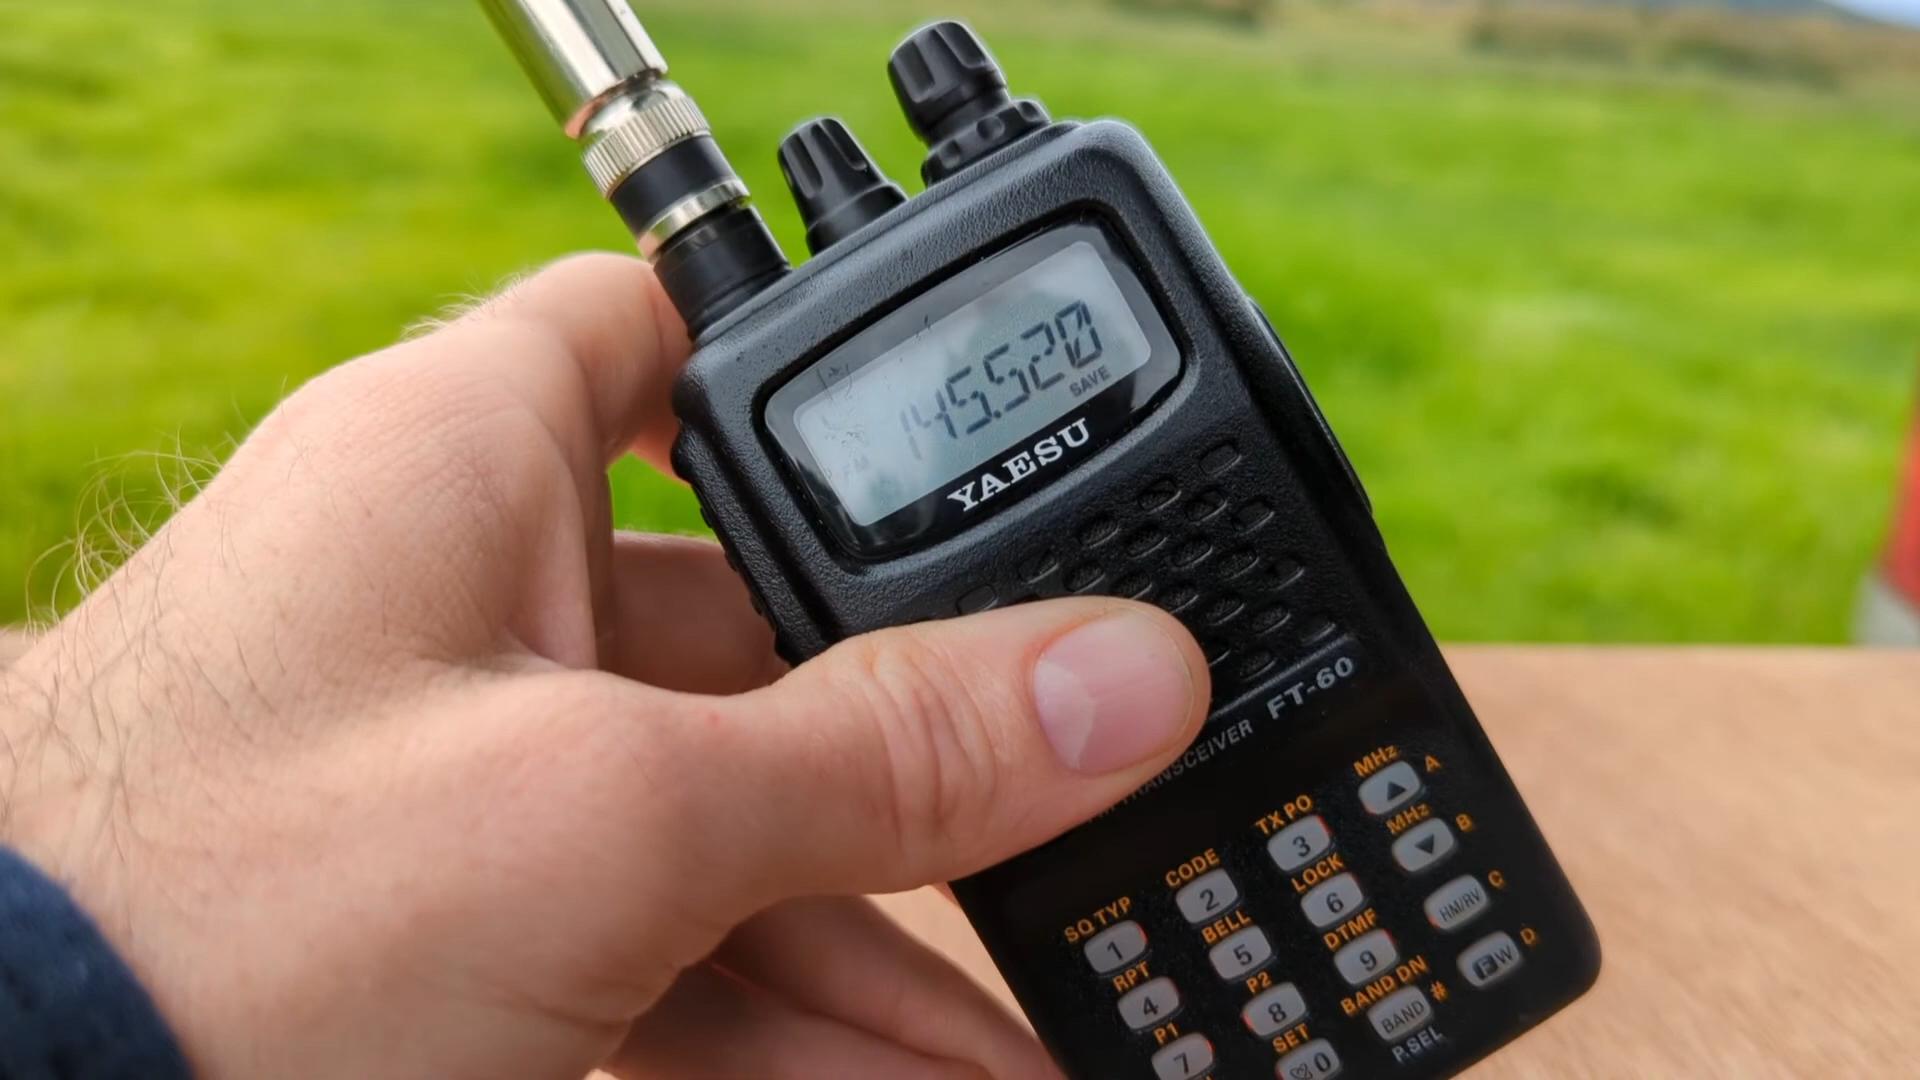 145.520
FM
SAVE
YAESU
TRANSCEIVER FT-60
MHz A
MHz B
TX PO
3
CODE
2
SQ TYP
1
LOCK
6
HM/RV C
BELL
5
RPT
4
DTMF
9
F W D
P2
8
P1
7
BAND DN
BAND #
P.SEL
SET
0